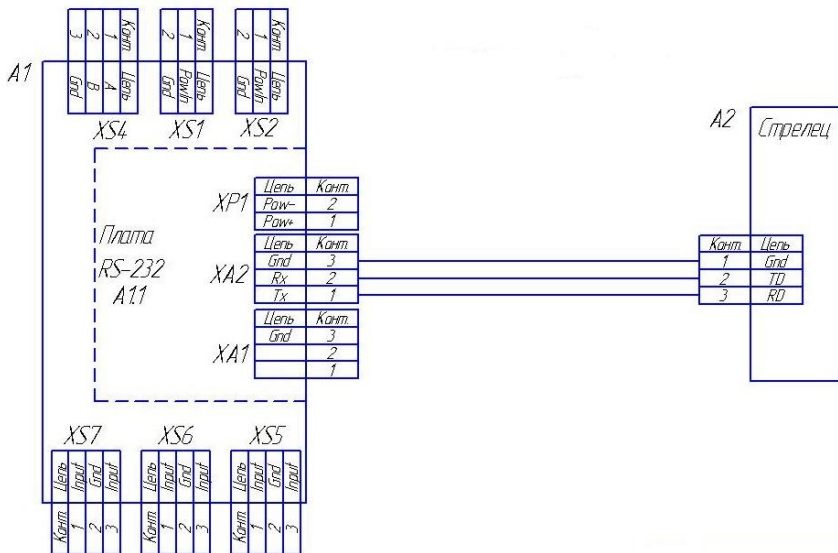 A1
Конт. Цепь
1 A
2 B
3 Gnd
XS4
Конт. Цепь
1 PowIn
2 Gnd
XS1
Конт. Цепь
1 PowIn
2 Gnd
XS2
A2
Стрелец
Плата
RS-232
A1.1
XP1
Цепь Конт.
Pow- 2
Pow+ 1
XA2
Цепь Конт.
Gnd 3
Rx 2
Tx 1
XA1
Цепь Конт.
Gnd 3
2
1
Конт. Цепь
1 Gnd
2 TD
3 RD
XS7
Конт. Цепь
1 Input
2 Gnd
3 Input
XS6
Конт. Цепь
1 Input
2 Gnd
3 Input
XS5
Конт. Цепь
1 Input
2 Gnd
3 Input